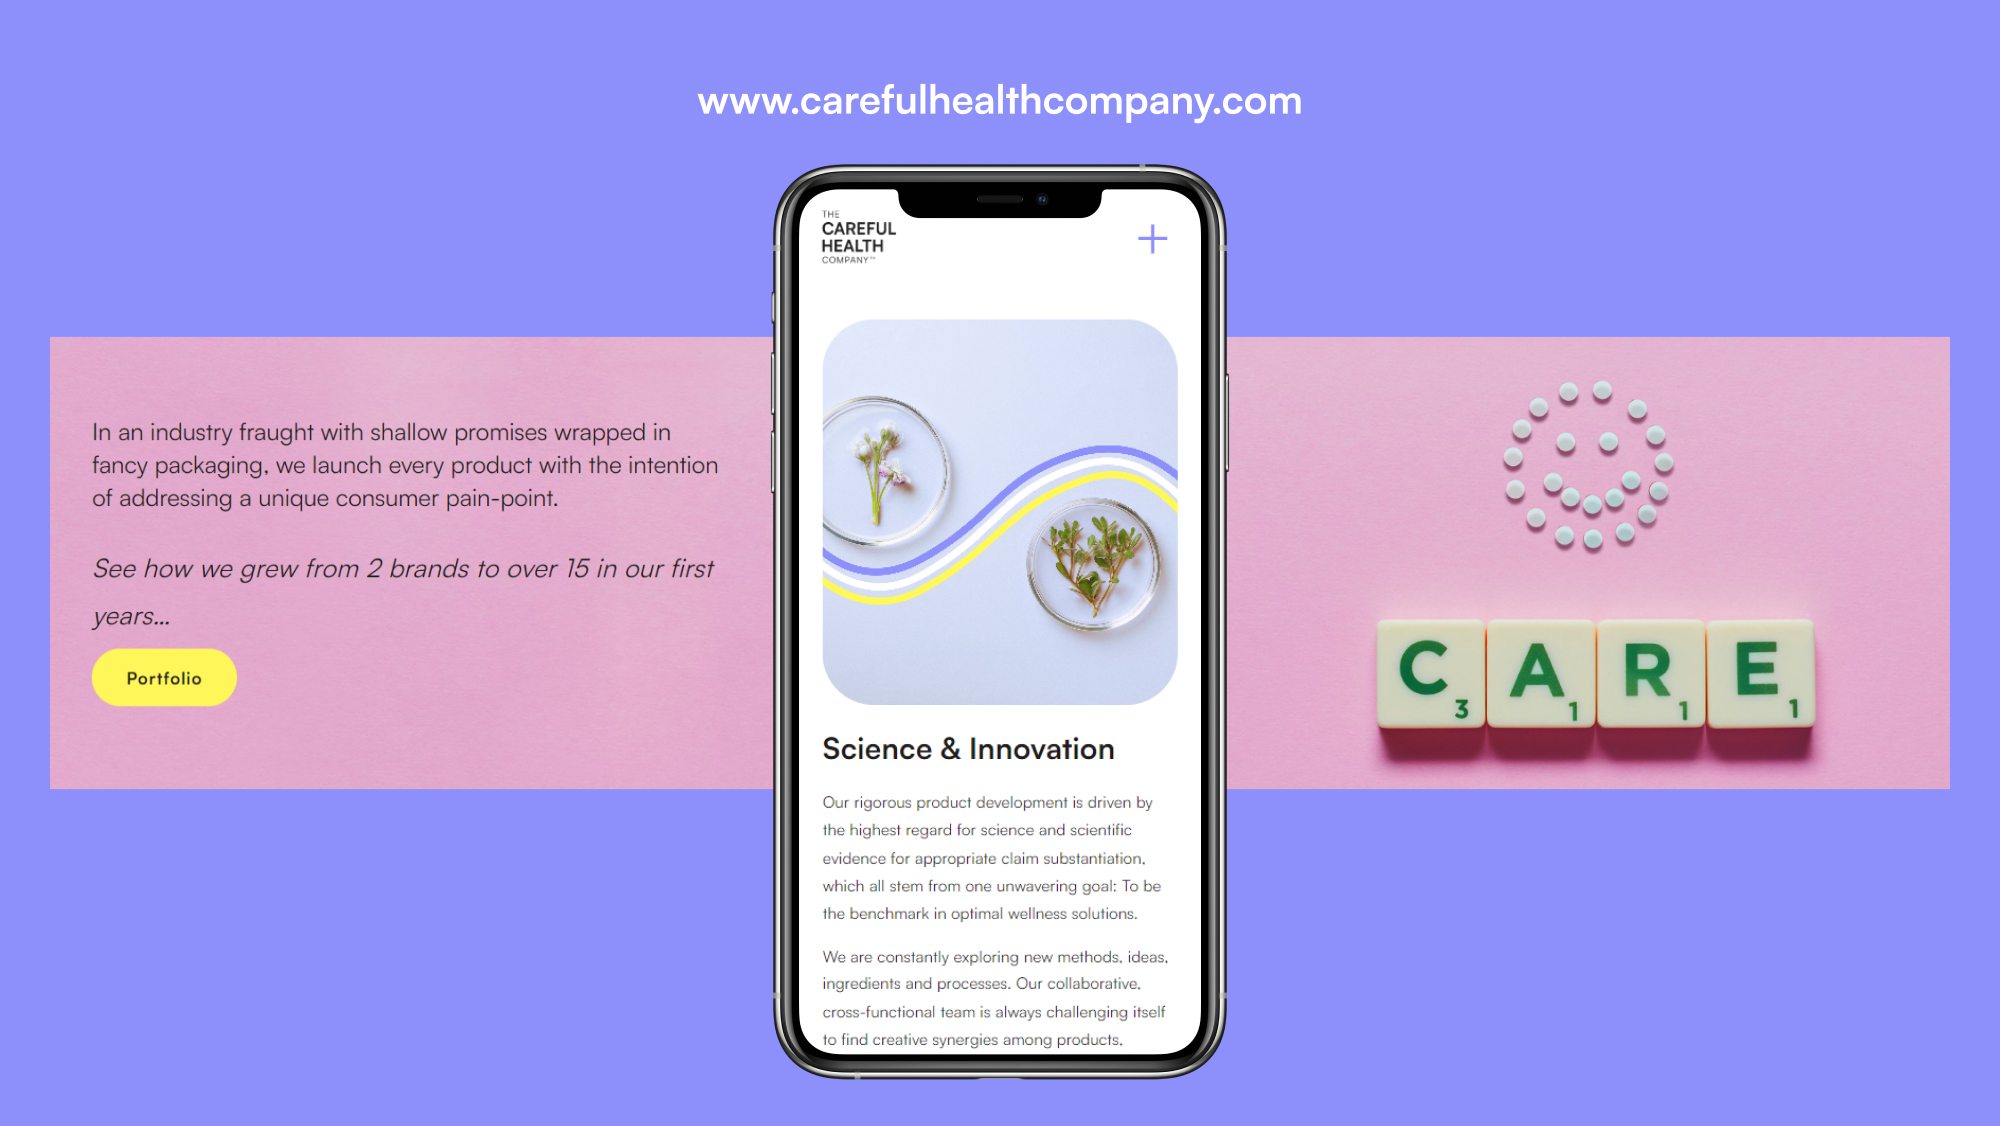 www.carefulhealthcompany.com
In an industry fraught with shallow promises wrapped in
fancy packaging, we launch every product with the intention
of addressing a unique consumer pain-point.
See how we grew from 2 brands to over 15 in our first
years...
Portfolio
THE
CAREFUL
HEALTH
COMPANY™
Science & Innovation
Our rigorous product development is driven by
the highest regard for science and scientific
evidence for appropriate claim substantiation,
which all stem from one unwavering goal: To be
the benchmark in optimal wellness solutions.
We are constantly exploring new methods, ideas,
ingredients and processes. Our collaborative,
cross-functional team is always challenging itself
to find creative synergies among products,
C3 A1 R1 E1